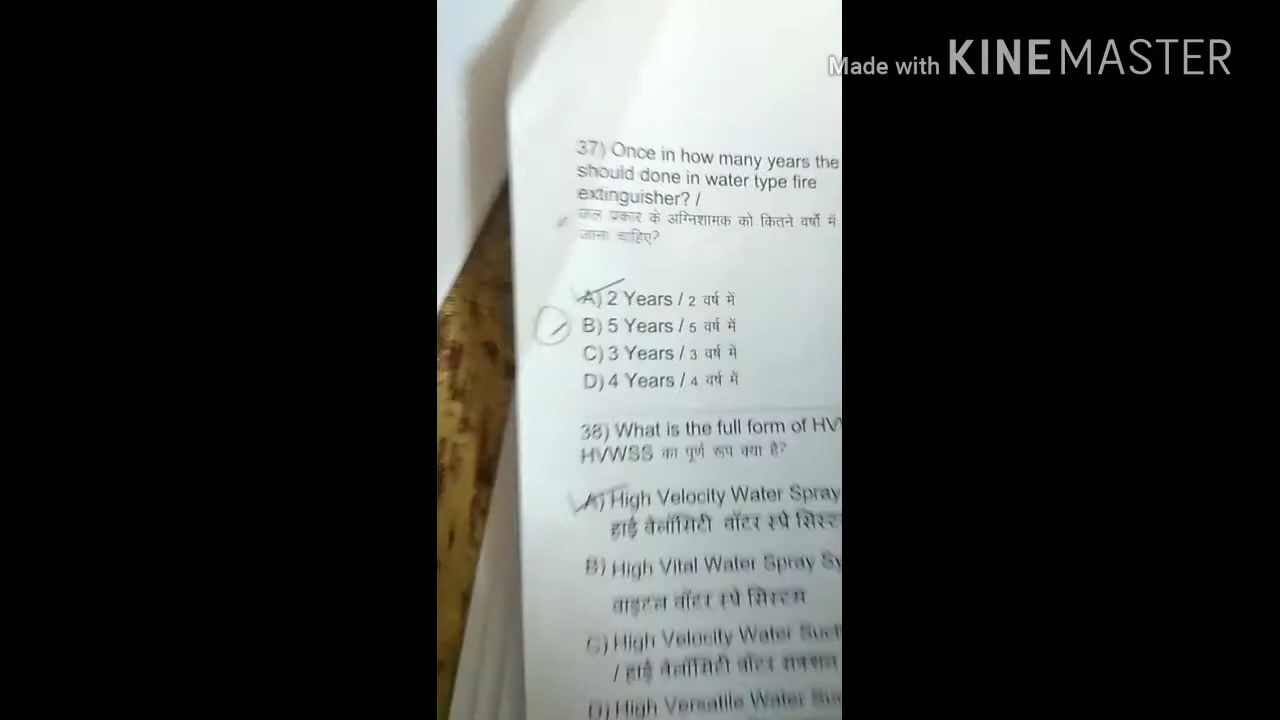 Made with KINEMASTER
37) Once in how many years the
should done in water type fire
extinguisher? /
जल प्रकार के अग्निशामक को कितने वर्षों में
जाना चाहिए?
A) 2 Years / 2 वर्ष में
B) 5 Years / 5 वर्ष में
C) 3 Years / 3 वर्ष में
D) 4 Years / 4 वर्ष में
38) What is the full form of
HVWSS का पूर्ण रूप क्या है?
A) High Velocity Water Spray
हाई वेलॉसिटी वॉटर स्प्रे
B) High Vital Water Spray
वाइटल वॉटर स्प्रे सिस्टम
C) High Velocity Water
/ हाई वेलॉसिटी वॉटर सक्शन
D) High Versatile Water